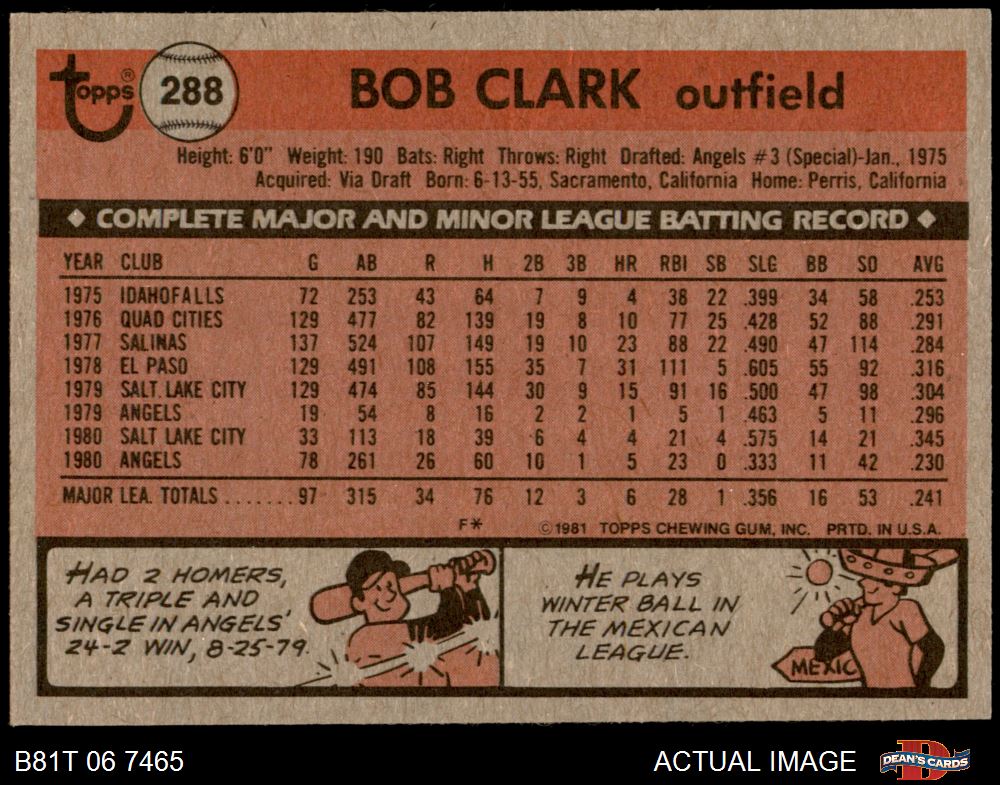 topps ® 288 BOB CLARK outfield
Height: 6'0" Weight: 190 Bats: Right Throws: Right Drafted: Angels #3 (Special)-Jan., 1975
Acquired: Via Draft Born: 6-13-55, Sacramento, California Home: Perris, California
◆ COMPLETE MAJOR AND MINOR LEAGUE BATTING RECORD ◆
YEAR CLUB G AB R H 2B 3B HR RBI SB SLG BB SO AVG
1975 IDAHOFALLS 72 253 43 64 7 9 4 38 22 .399 34 58 .253
1976 QUAD CITIES 129 477 82 139 19 8 10 77 25 .428 52 88 .291
1977 SALINAS 137 524 107 149 19 10 23 88 22 .490 47 114 .284
1978 EL PASO 129 491 108 155 35 7 31 111 5 .605 55 92 .316
1979 SALT LAKE CITY 129 474 85 144 30 9 15 91 16 .500 47 98 .304
1979 ANGELS 19 54 8 16 2 2 1 5 1 .463 5 11 .296
1980 SALT LAKE CITY 33 113 18 39 6 4 4 21 4 .575 14 21 .345
1980 ANGELS 78 261 26 60 10 1 5 23 0 .333 11 42 .230
MAJOR LEA. TOTALS .......97 315 34 76 12 3 6 28 1 .356 16 53 .241
F* ©1981 TOPPS CHEWING GUM, INC. PRTD. IN U.S.A.
HAD 2 HOMERS,
A TRIPLE AND
SINGLE IN ANGELS'
24-2 WIN, 8-25-79.
HE PLAYS
WINTER BALL IN
THE MEXICAN
LEAGUE.
MEXIC
B81T 06 7465 ACTUAL IMAGE D DEAN'S CARDS